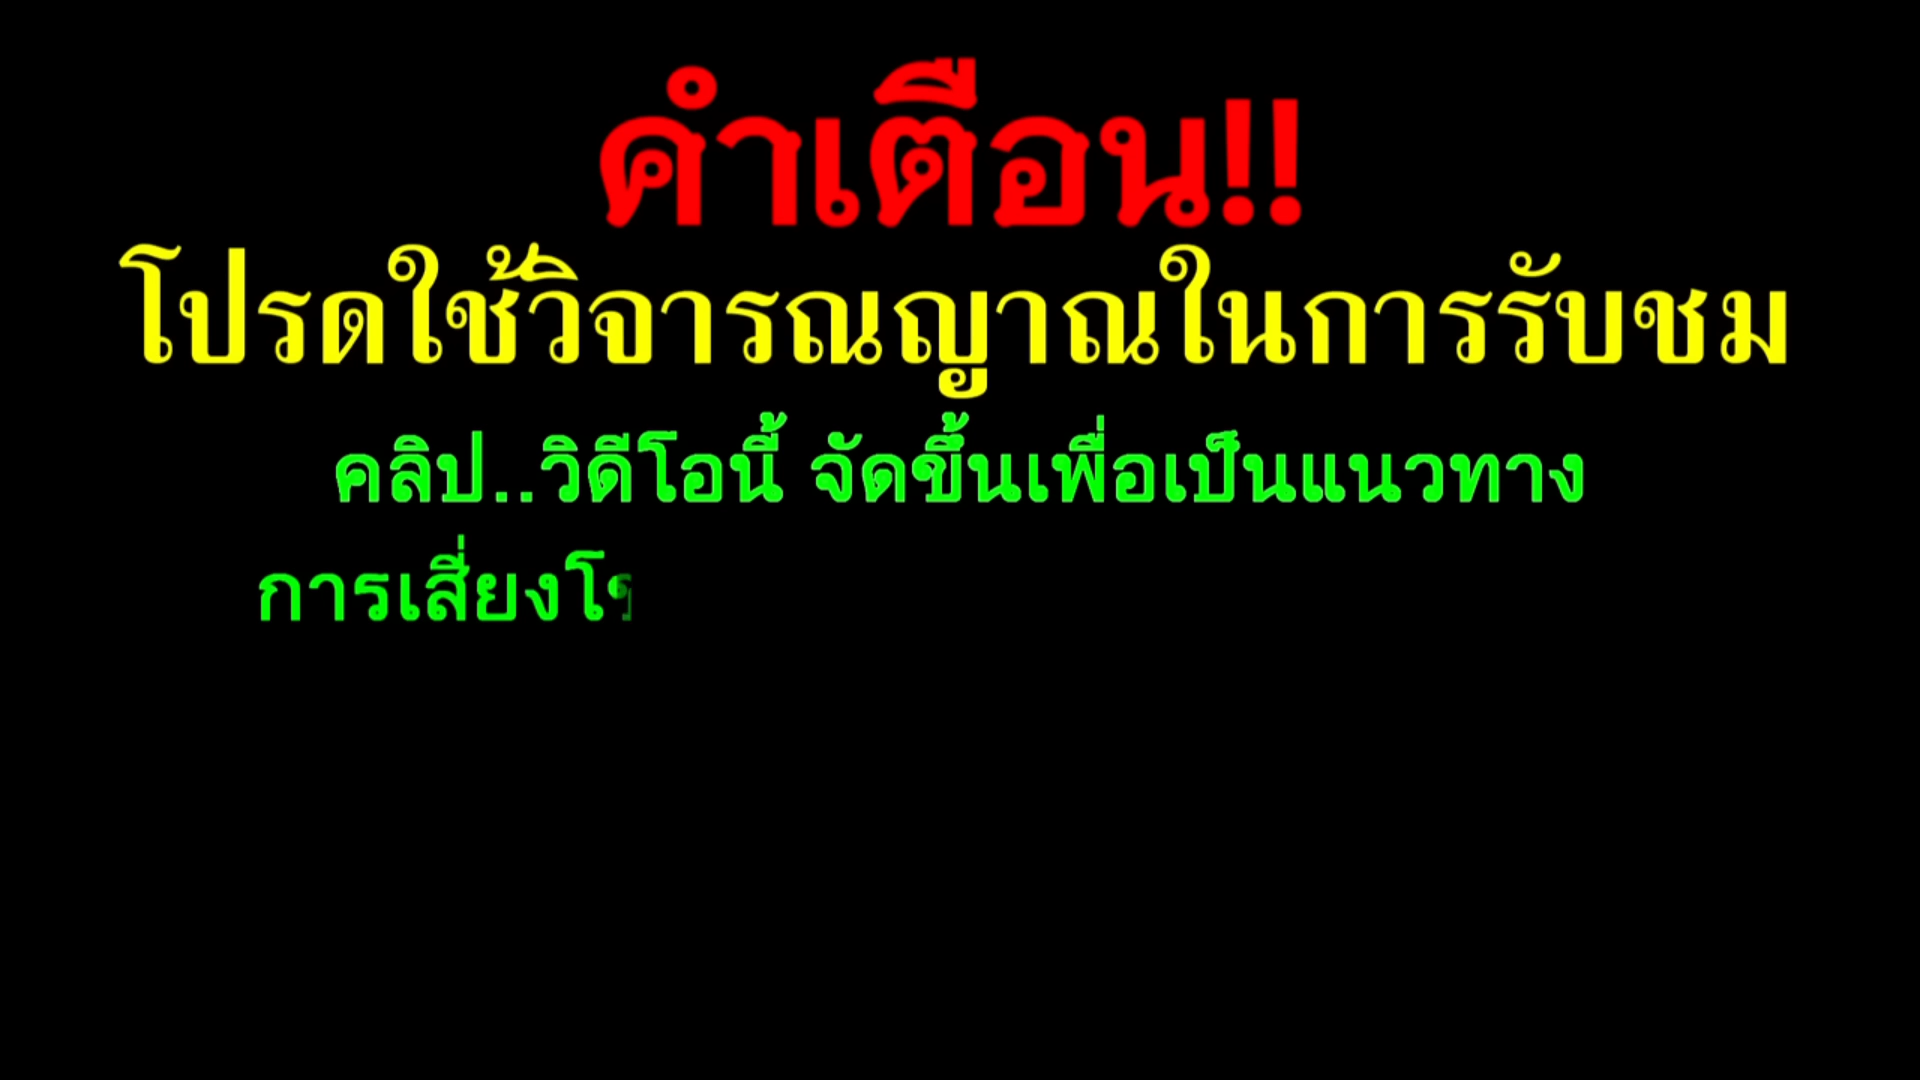 คำเตือน!!
โปรดใช้วิจารณญาณในการรับชม
คลิป..วิดีโอนี้ จัดขึ้นเพื่อเป็นแนวทาง
การเสี่ยง